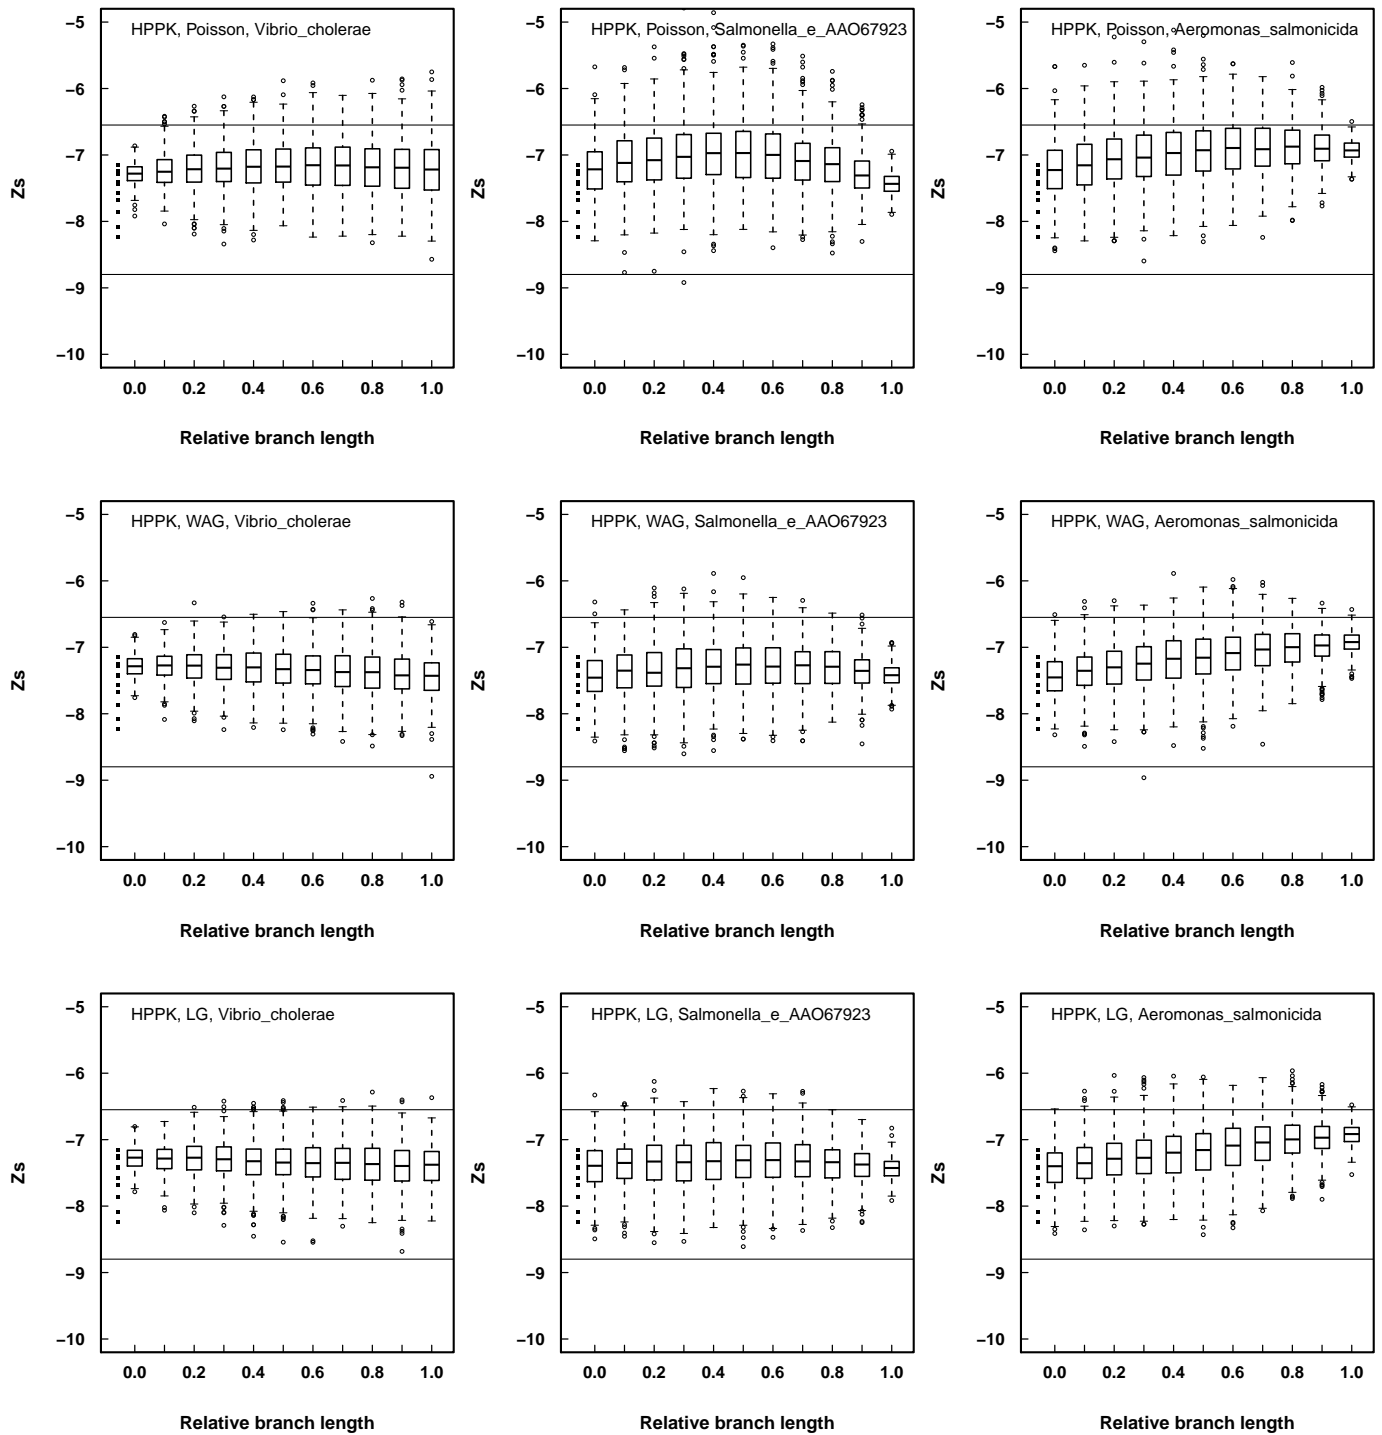 HPPK, Poisson, Vibrio_cholerae
Zs
−5
−6
−7
−8
−9
−10
0.0 0.2 0.4 0.6 0.8 1.0
Relative branch length
HPPK, Poisson, Salmonella_e_AAO67923
Zs
−5
−6
−7
−8
−9
−10
0.0 0.2 0.4 0.6 0.8 1.0
Relative branch length
HPPK, Poisson, Aeromonas_salmonicida
Zs
−5
−6
−7
−8
−9
−10
0.0 0.2 0.4 0.6 0.8 1.0
Relative branch length
HPPK, WAG, Vibrio_cholerae
Zs
−5
−6
−7
−8
−9
−10
0.0 0.2 0.4 0.6 0.8 1.0
Relative branch length
HPPK, WAG, Salmonella_e_AAO67923
Zs
−5
−6
−7
−8
−9
−10
0.0 0.2 0.4 0.6 0.8 1.0
Relative branch length
HPPK, WAG, Aeromonas_salmonicida
Zs
−5
−6
−7
−8
−9
−10
0.0 0.2 0.4 0.6 0.8 1.0
Relative branch length
HPPK, LG, Vibrio_cholerae
Zs
−5
−6
−7
−8
−9
−10
0.0 0.2 0.4 0.6 0.8 1.0
Relative branch length
HPPK, LG, Salmonella_e_AAO67923
Zs
−5
−6
−7
−8
−9
−10
0.0 0.2 0.4 0.6 0.8 1.0
Relative branch length
HPPK, LG, Aeromonas_salmonicida
Zs
−5
−6
−7
−8
−9
−10
0.0 0.2 0.4 0.6 0.8 1.0
Relative branch length